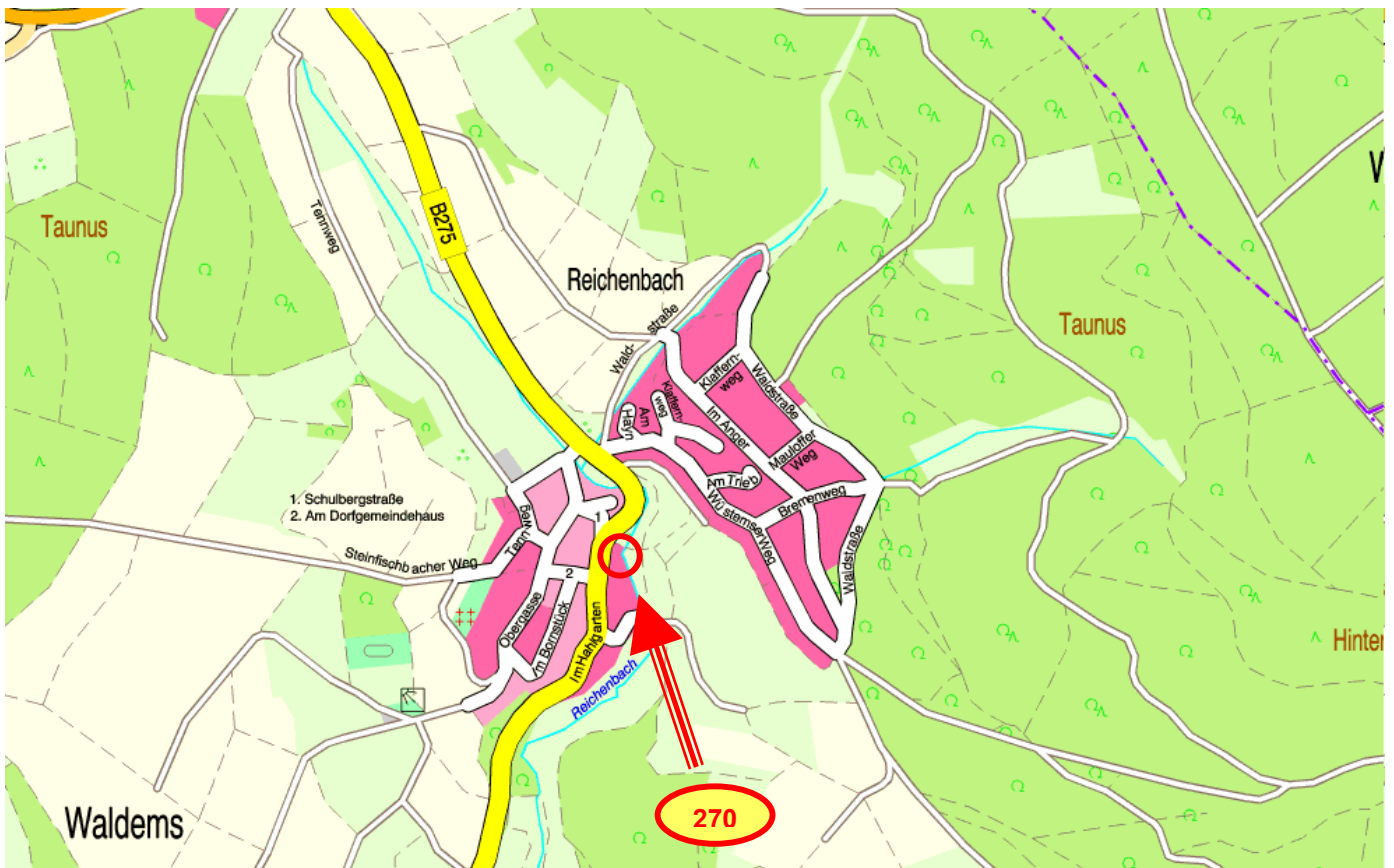 Taunus
Tennweg
B275
Reichenbach
Wald-
straße
Taunus
Klaffern-
weg
Waldstraße
Klaffern-
weg
Am
Hayn
Im Anger
Mauloffer
Weg
Am Trieb
Bremenweg
Wüstemser Weg
Waldstraße
1. Schulbergstraße
2. Am Dorfgemeindehaus
Tenn
weg
1
Steinfischbacher Weg
2
Obergasse
Im Bornstück
Im Hahlgarten
Reichenbach
Hinter
W
Waldems
270